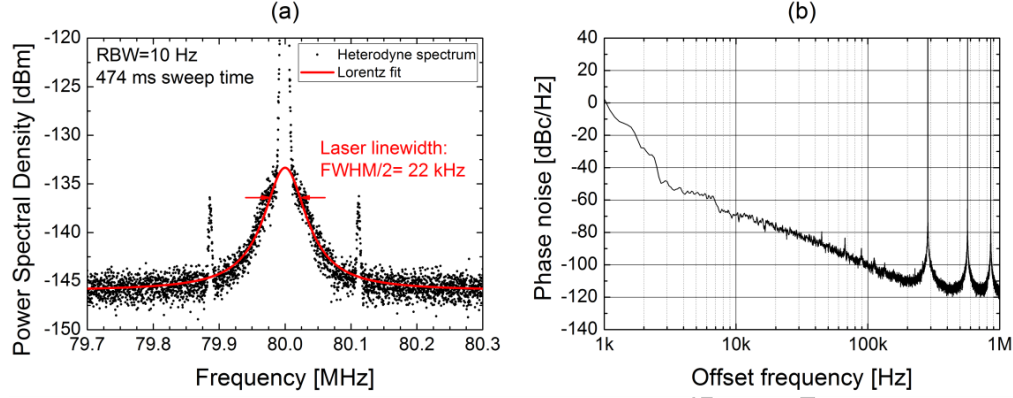 (a)
Power Spectral Density [dBm]
-120
-125
-130
-135
-140
-145
-150
RBW=10 Hz
474 ms sweep time
Heterodyne spectrum
Lorentz fit
Laser linewidth:
FWHM/2= 22 kHz
79.7
79.8
79.9
80.0
80.1
80.2
80.3
Frequency [MHz]
(b)
Phase noise [dBc/Hz]
40
20
0
-20
-40
-60
-80
-100
-120
-140
1k
10k
100k
1M
Offset frequency [Hz]